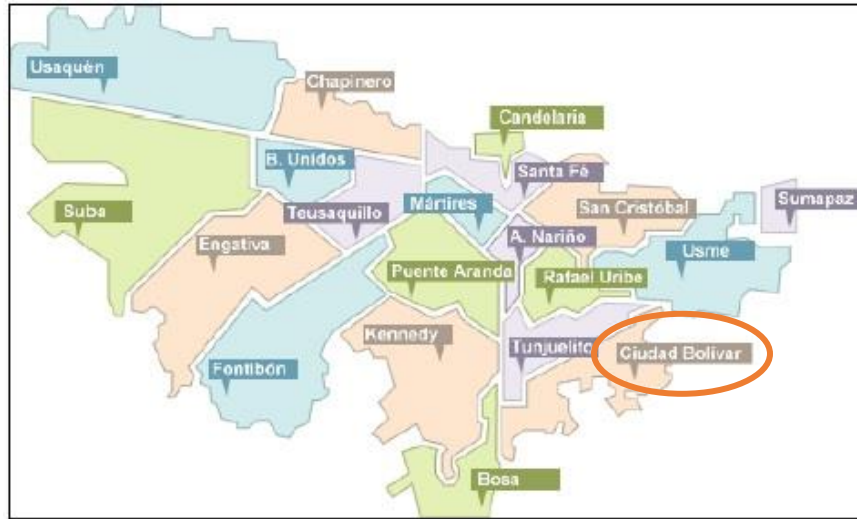 Usaquén
Chapinero
Candelaria
B. Unidos
Santa Fé
Sumapaz
Suba
Teusaquillo
Mártires
San Cristóbal
Engativa
A. Nariño
Usme
Puente Aranda
Rafael Uribe
Kennedy
Tunjuelito
Ciudad Bolívar
Fontibón
Bosa